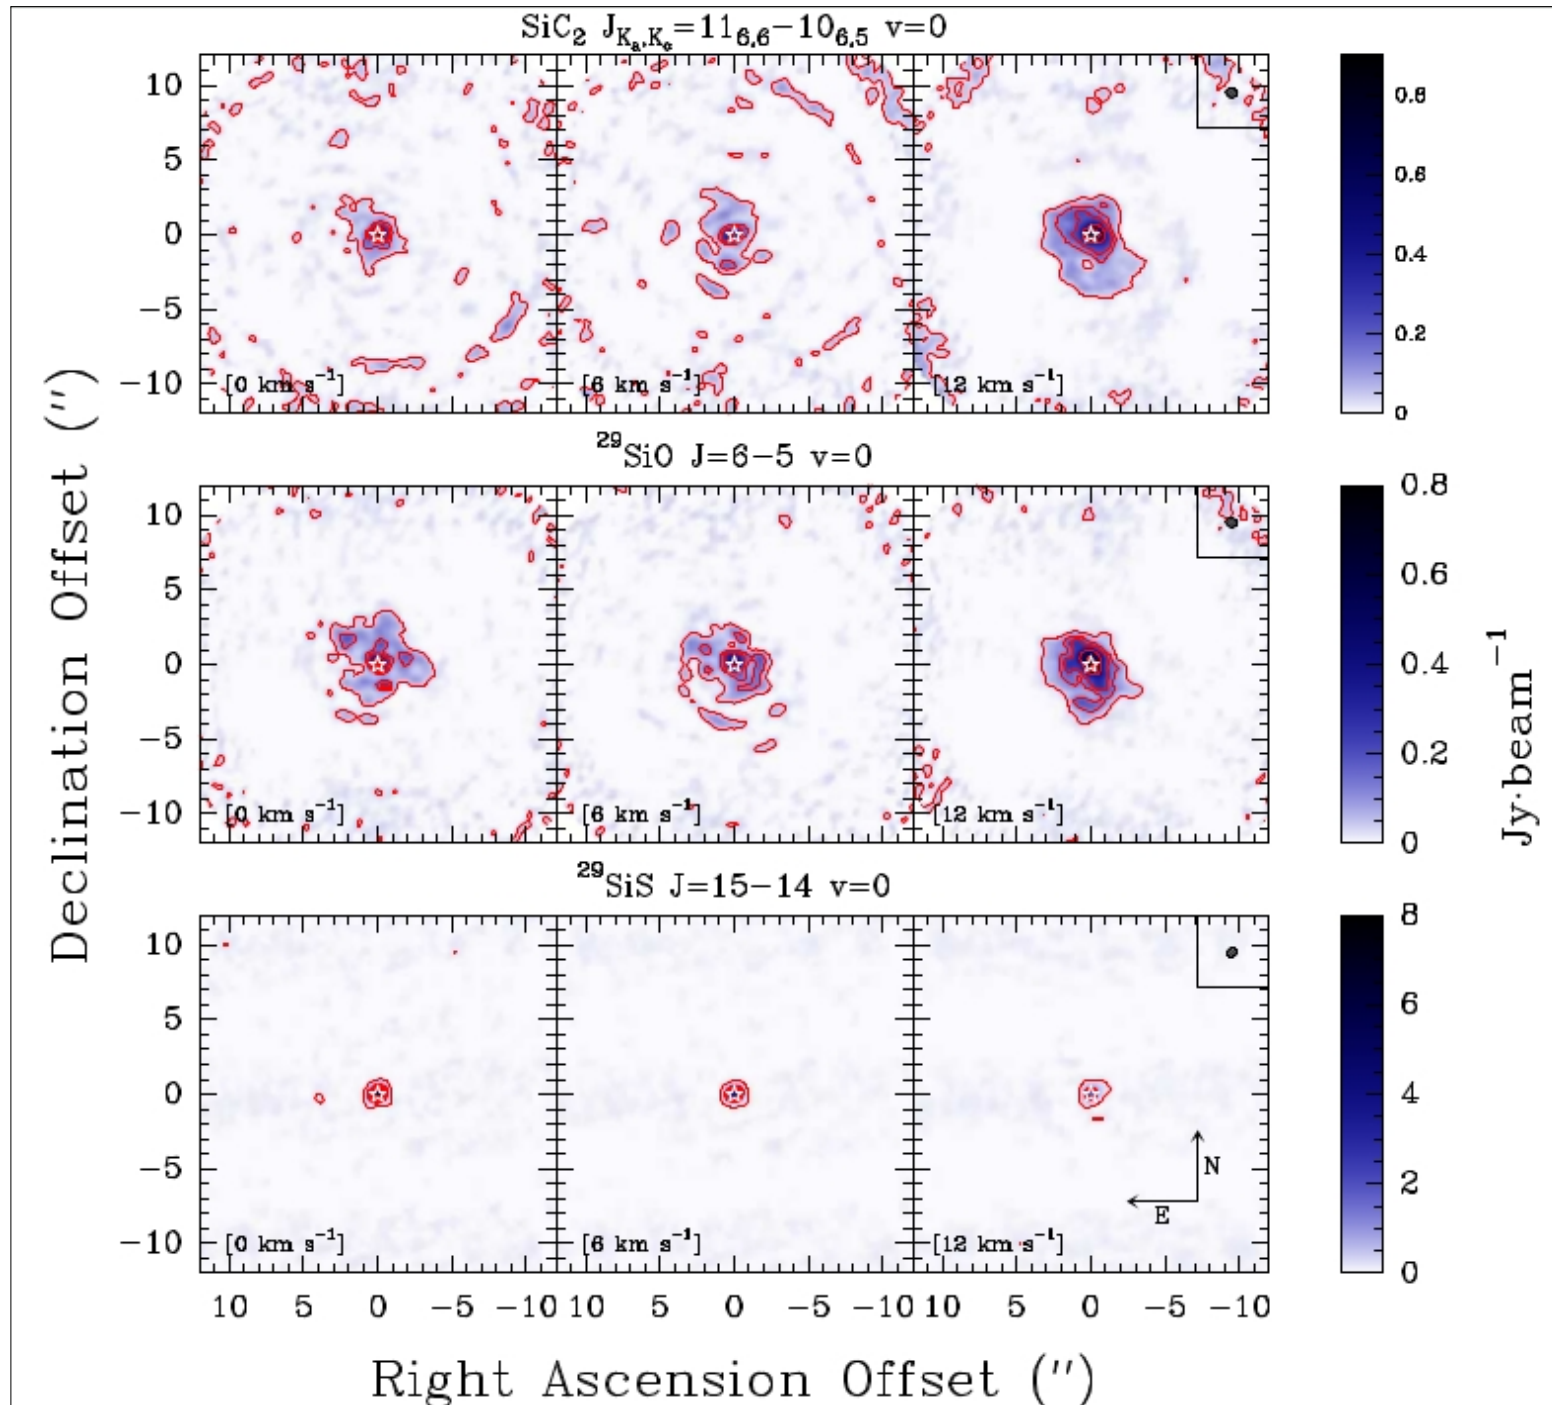 SiC₂ J_{Kₐ,K_c}=11₆,₆−10₆,₅ v=0
10
5
0
−5
−10
[0 km s⁻¹] [6 km s⁻¹] [12 km s⁻¹]
0.8
0.6
0.4
0.2
0
²⁹SiO J=6−5 v=0
10
5
0
−5
−10
[0 km s⁻¹] [6 km s⁻¹] [12 km s⁻¹]
0.8
0.6
0.4
0.2
0
²⁹SiS J=15−14 v=0
10
5
0
−5
−10
[0 km s⁻¹] [6 km s⁻¹] [12 km s⁻¹]
N
E
8
6
4
2
0
10 5 0 −5 −10 10 5 0 −5 −10 10 5 0 −5 −10
Right Ascension Offset (″)
Declination Offset (″)
Jy·beam⁻¹